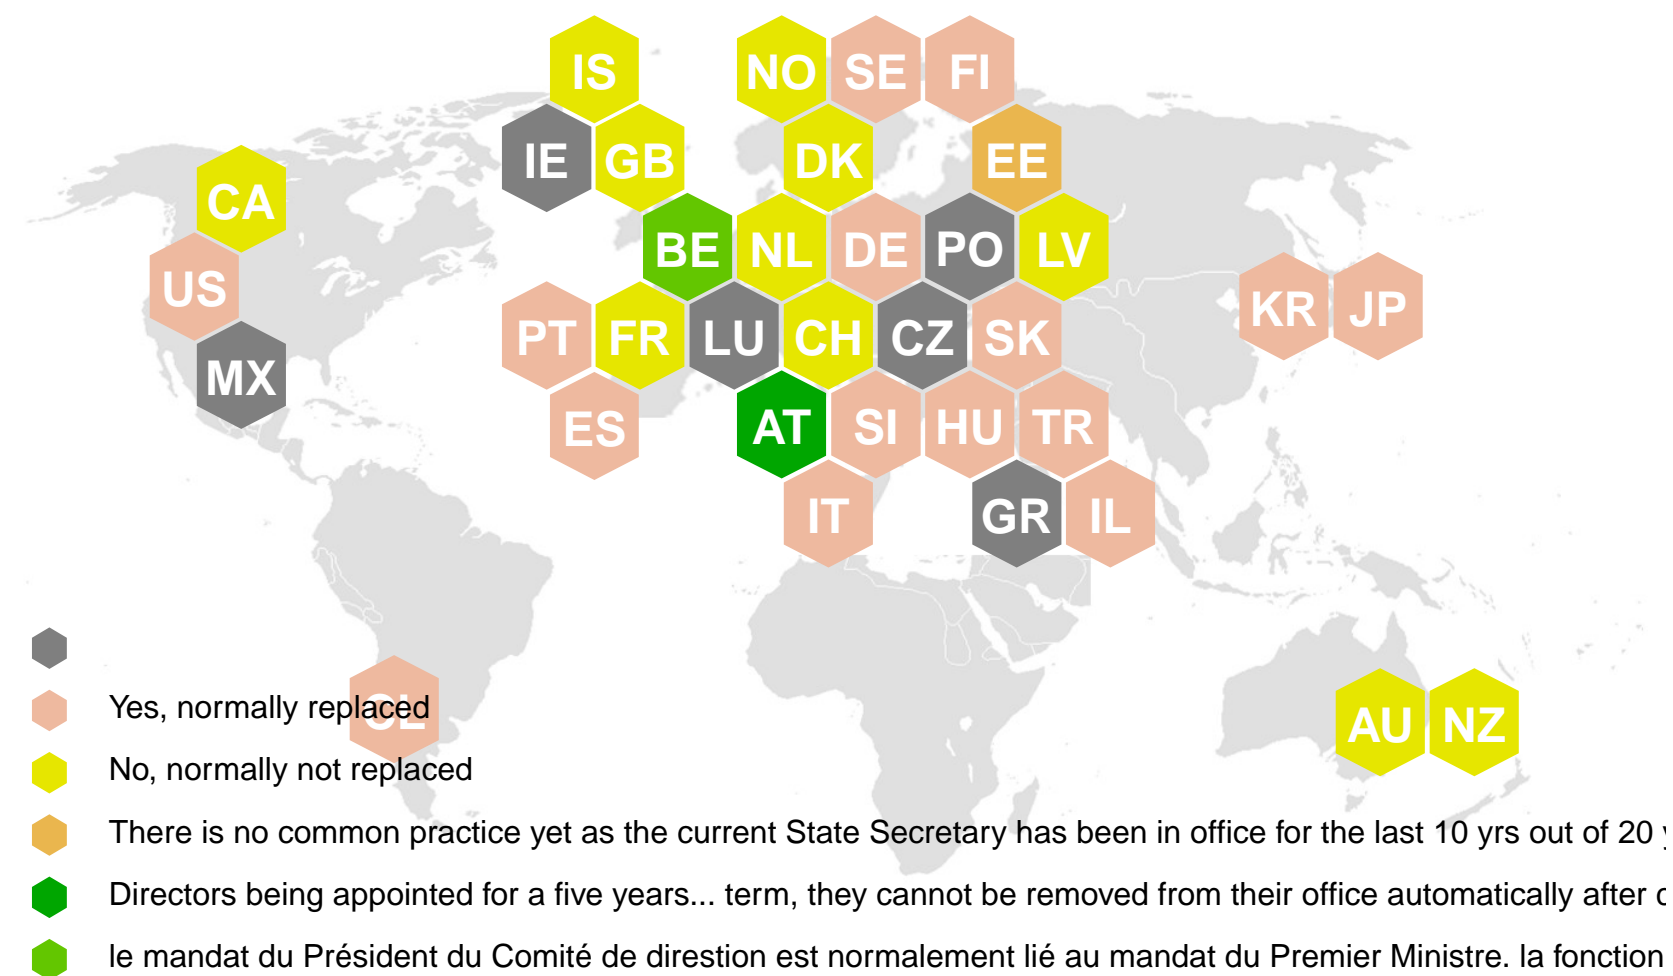 IS NO SE FI
IE GB DK EE
CA
BE NL DE PO LV
US KR JP
PT FR LU CH CZ SK
MX
ES AT SI HU TR
IT GR IL
CL
Yes, normally replaced
AU NZ
No, normally not replaced
There is no common practice yet as the current State Secretary has been in office for the last 10 yrs out of 20 y
Directors being appointed for a five years... term, they cannot be removed from their office automatically after
le mandat du Président du Comité de direstion est normalement lié au mandat du Premier Ministre. la fonction